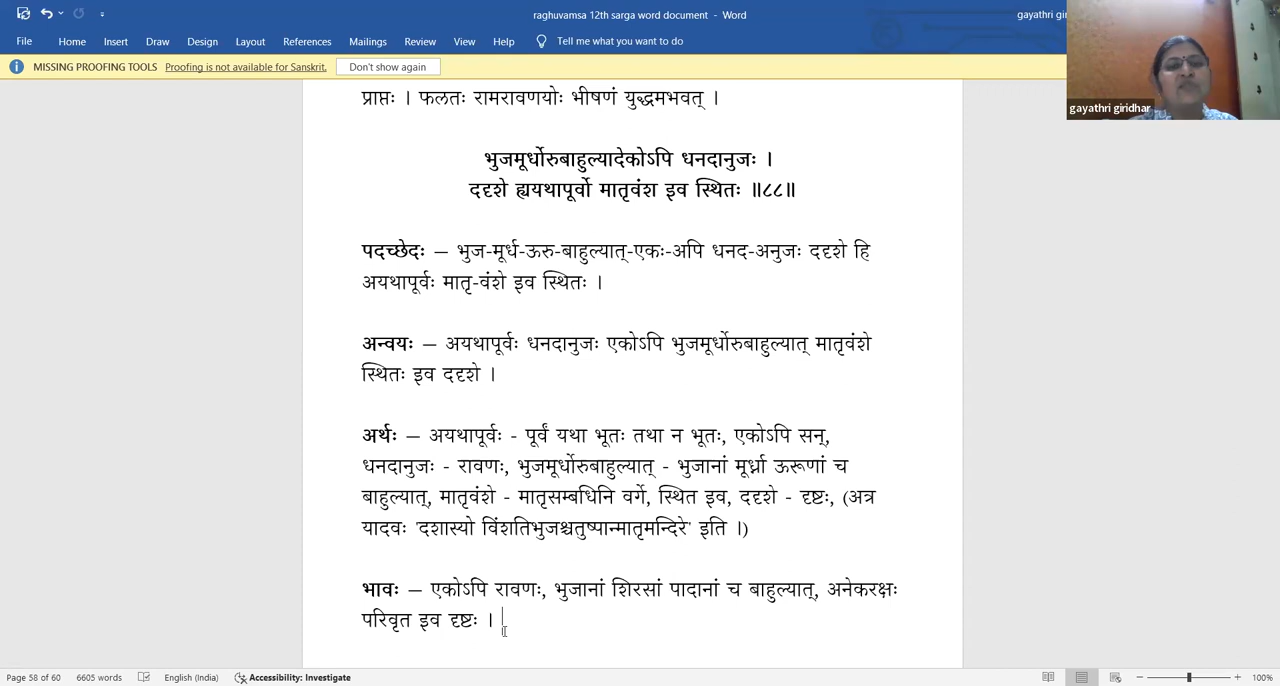 raghuvamsa 12th sarga word document - Word
gayathri gir
File Home Insert Draw Design Layout References Mailings Review View Help Tell me what you want to do
MISSING PROOFING TOOLS Proofing is not available for Sanskrit. Don't show again
gayathri giridhar
प्राप्तः । फलतः रामरावणयोः भीषणं युद्धमभवत् ।
भुजमूर्धोरुबाहुल्यादेकोऽपि धनदानुजः ।
ददृशे ह्ययथापूर्वो मातृवंश इव स्थितः ॥८८॥
पदच्छेदः – भुज-मूर्ध-ऊरु-बाहुल्यात्-एकः-अपि धनद-अनुजः ददृशे हि
अयथापूर्वः मातृ-वंशे इव स्थितः ।
अन्वयः – अयथापूर्वः धनदानुजः एकोऽपि भुजमूर्धोरुबाहुल्यात् मातृवंशे
स्थितः इव ददृशे ।
अर्थः – अयथापूर्वः - पूर्वं यथा भूतः तथा न भूतः, एकोऽपि सन्,
धनदानुजः - रावणः, भुजमूर्धोरुबाहुल्यात् - भुजानां मूर्ध्ना ऊरूणां च
बाहुल्यात्, मातृवंशे - मातृसम्बधिनि वर्गे, स्थित इव, ददृशे - दृष्टः, (अत्र
यादवः 'दशास्यो विंशतिभुजश्चतुष्पान्मातृमन्दिरे' इति ।)
भावः – एकोऽपि रावणः, भुजानां शिरसां पादानां च बाहुल्यात्, अनेकरक्षः
परिवृत इव दृष्टः ।
Page 58 of 60 6605 words English (India) Accessibility: Investigate 100%